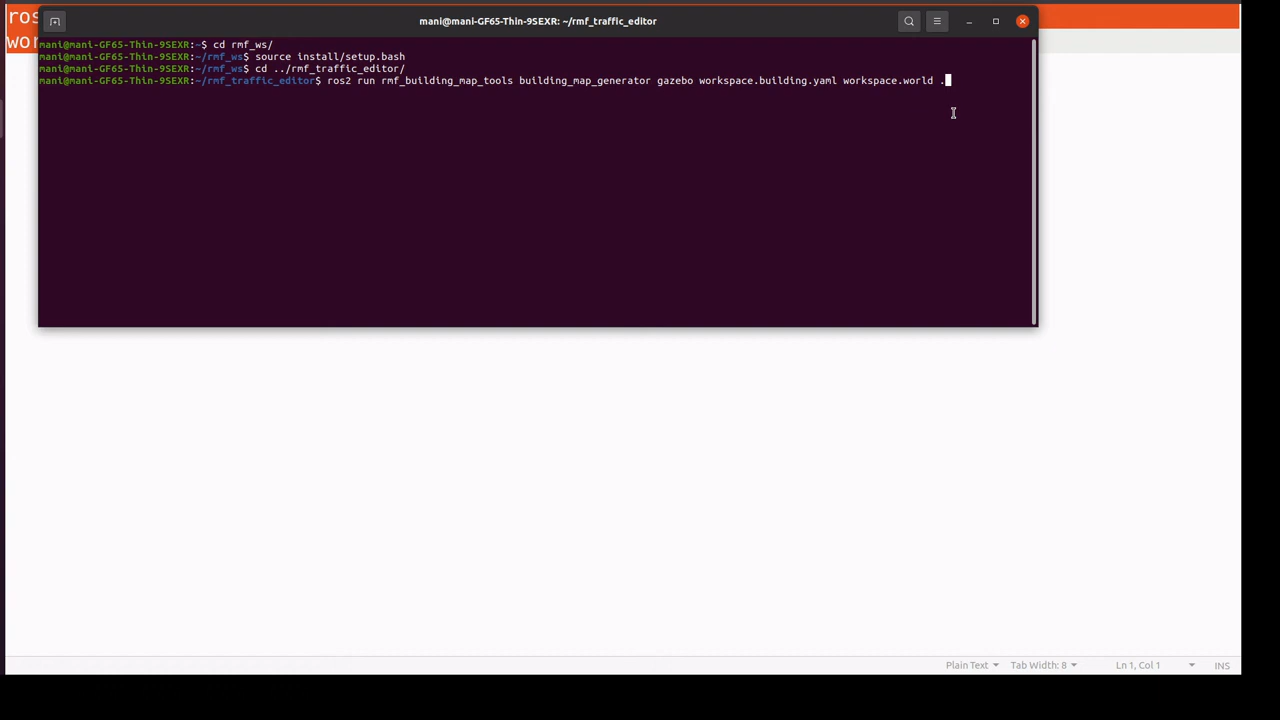 mani@mani-GF65-Thin-9SEXR: ~/rmf_traffic_editor
mani@mani-GF65-Thin-9SEXR:~$ cd rmf_ws/
mani@mani-GF65-Thin-9SEXR:~/rmf_ws$ source install/setup.bash
mani@mani-GF65-Thin-9SEXR:~/rmf_ws$ cd ../rmf_traffic_editor/
mani@mani-GF65-Thin-9SEXR:~/rmf_traffic_editor$ ros2 run rmf_building_map_tools building_map_generator gazebo workspace.building.yaml workspace.world .
Plain Text Tab Width: 8 Ln 1, Col 1 INS